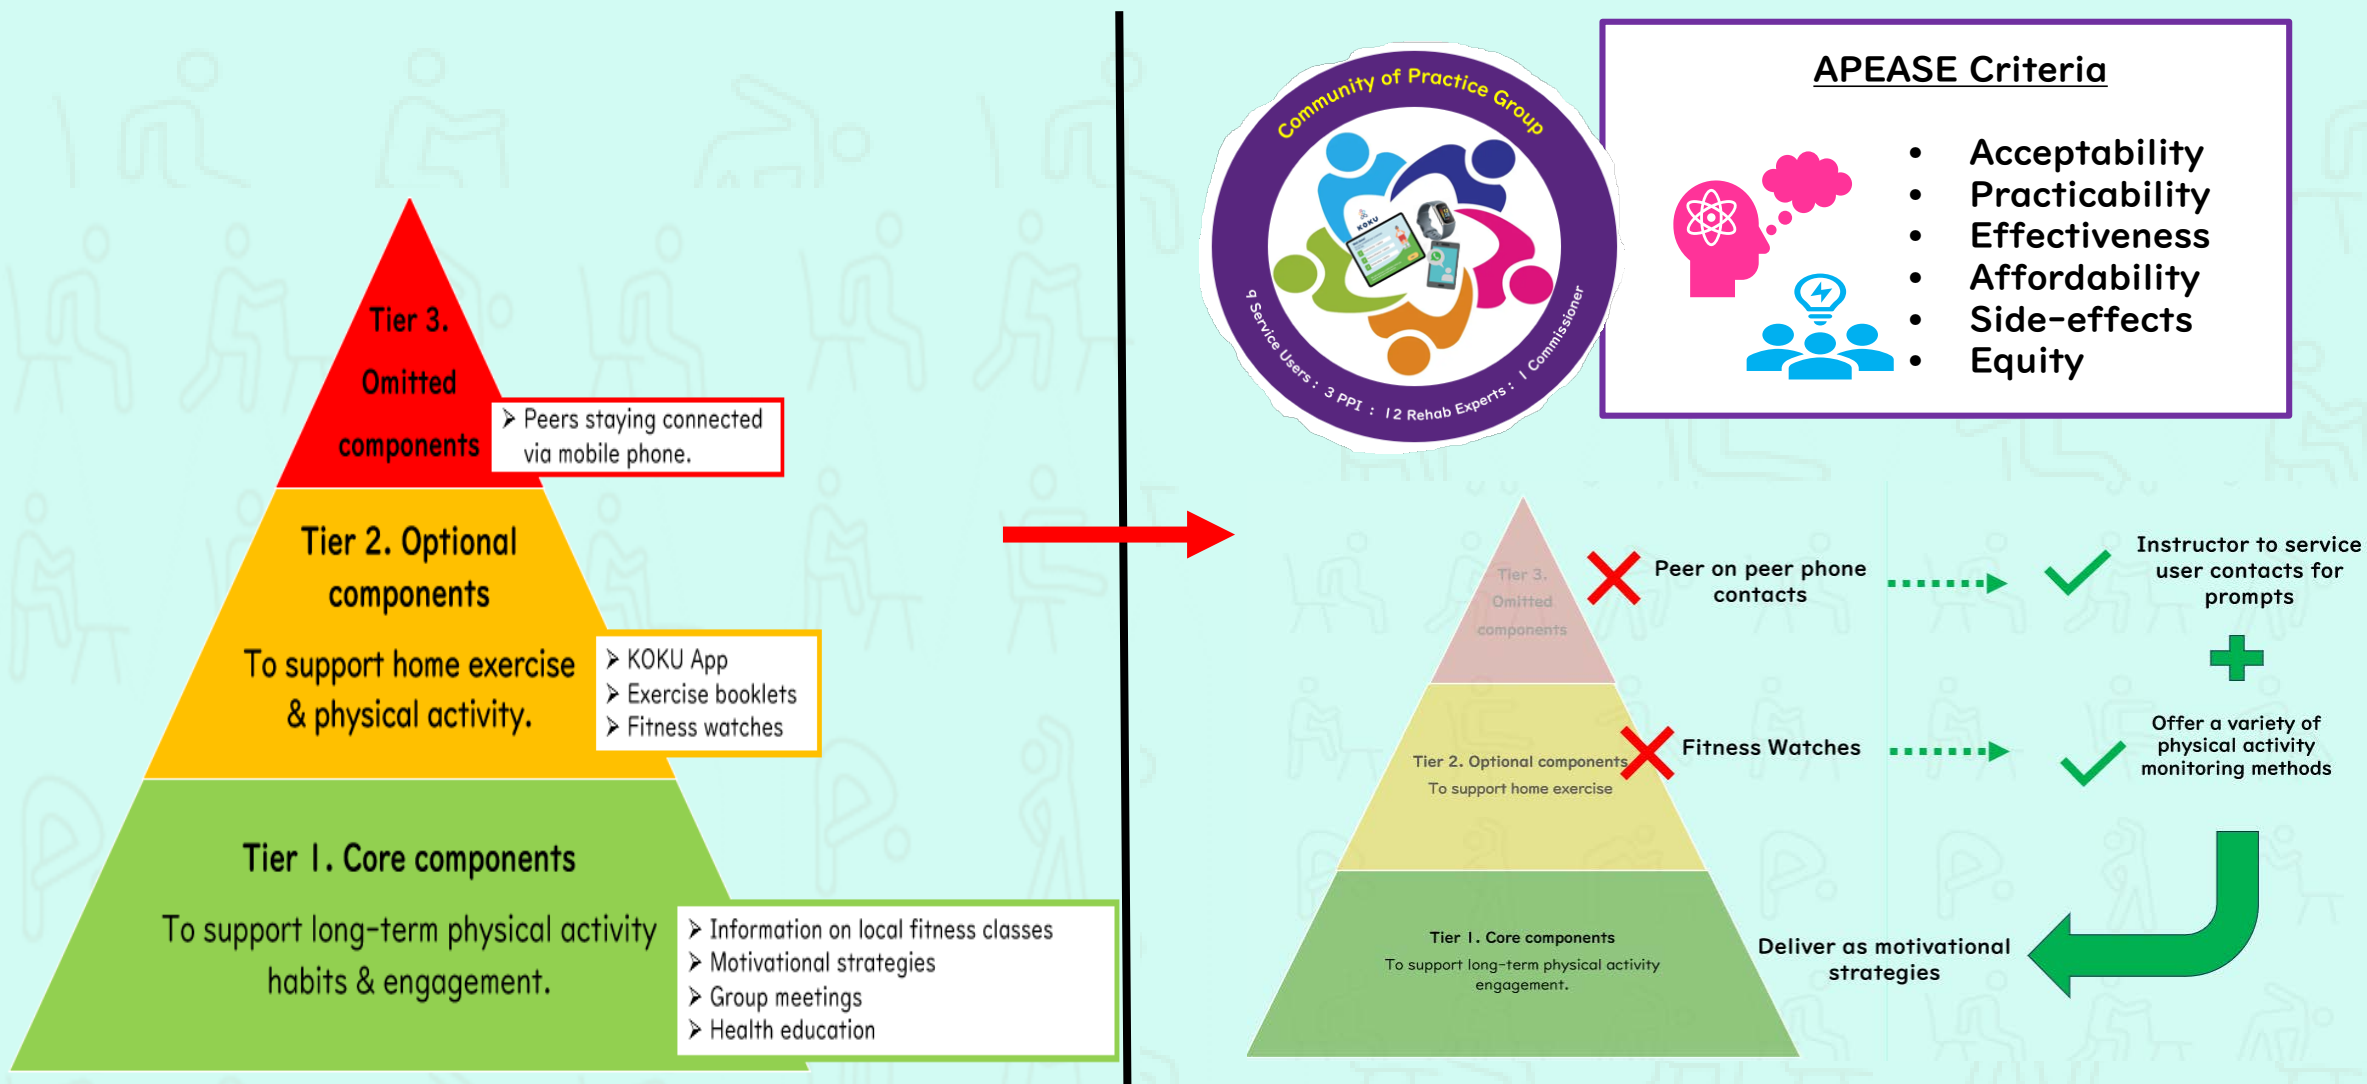 Tier 3.
Omitted
components
➢ Peers staying connected
via mobile phone.
Tier 2. Optional
components
To support home exercise
& physical activity.
➢ KOKU App
➢ Exercise booklets
➢ Fitness watches
Tier 1. Core components
To support long-term physical activity
habits & engagement.
➢ Information on local fitness classes
➢ Motivational strategies
➢ Group meetings
➢ Health education
Community of Practice Group
KOKU
9 Service Users : 3 PPI : 12 Rehab Experts : 1 Commissioner
APEASE Criteria
• Acceptability
• Practicability
• Effectiveness
• Affordability
• Side-effects
• Equity
Tier 3.
Omitted
components
Peer on peer phone
contacts
Instructor to service
user contacts for
prompts
Tier 2. Optional components
To support home exercise
Fitness Watches
Offer a variety of
physical activity
monitoring methods
Tier 1. Core components
To support long-term physical activity
engagement.
Deliver as motivational
strategies